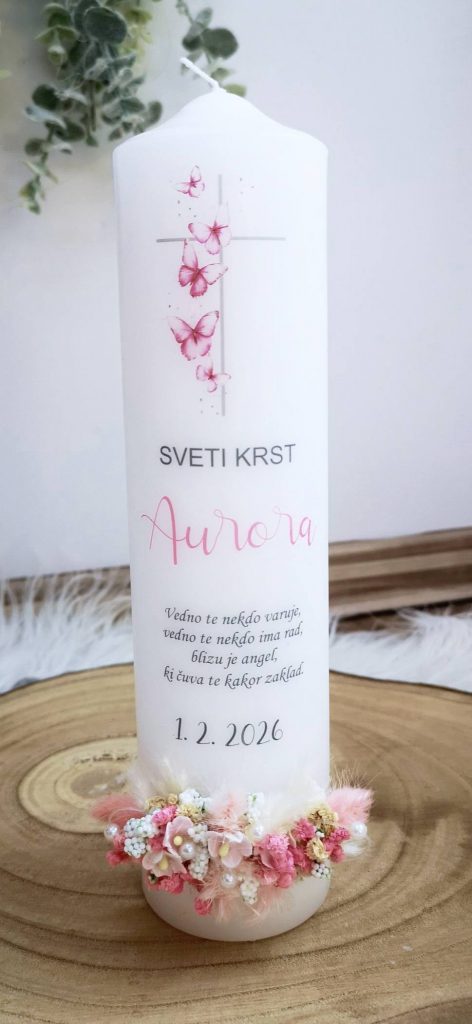 SVETI KRST
Aurora
Vedno te nekdo varuje,
vedno te nekdo ima rad,
blizu je angel,
ki čuva te kakor zaklad.
1. 2. 2026